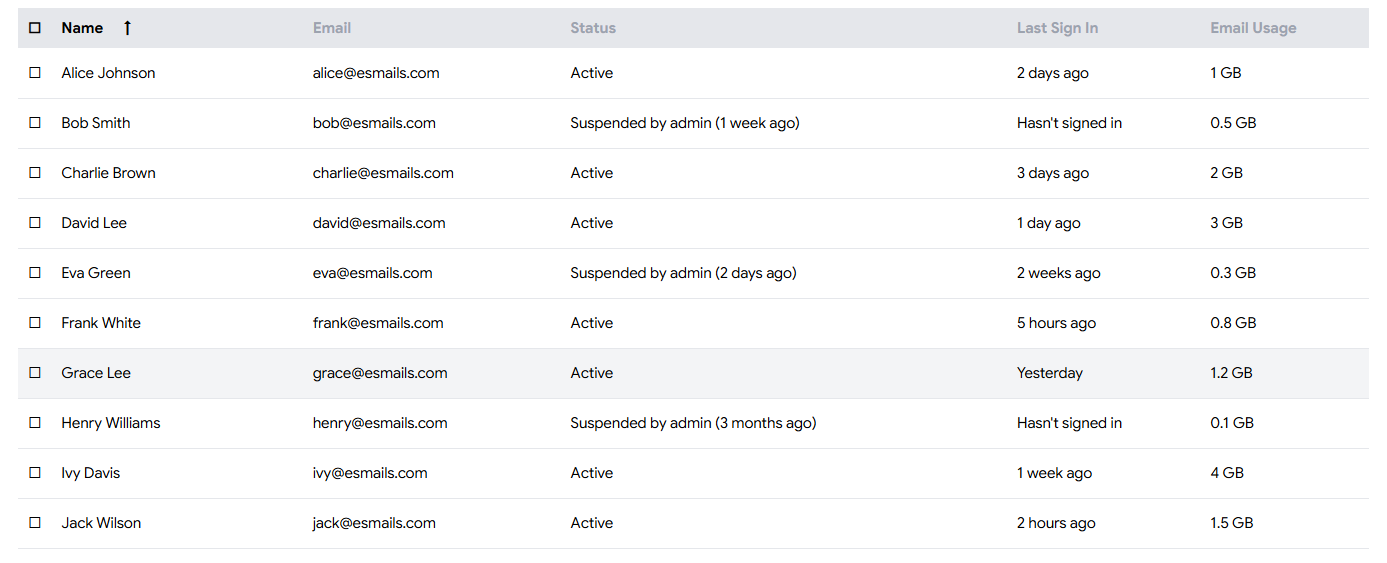 Name ↑ Email Status Last Sign In Email Usage
Alice Johnson alice@esmails.com Active 2 days ago 1 GB
Bob Smith bob@esmails.com Suspended by admin (1 week ago) Hasn't signed in 0.5 GB
Charlie Brown charlie@esmails.com Active 3 days ago 2 GB
David Lee david@esmails.com Active 1 day ago 3 GB
Eva Green eva@esmails.com Suspended by admin (2 days ago) 2 weeks ago 0.3 GB
Frank White frank@esmails.com Active 5 hours ago 0.8 GB
Grace Lee grace@esmails.com Active Yesterday 1.2 GB
Henry Williams henry@esmails.com Suspended by admin (3 months ago) Hasn't signed in 0.1 GB
Ivy Davis ivy@esmails.com Active 1 week ago 4 GB
Jack Wilson jack@esmails.com Active 2 hours ago 1.5 GB